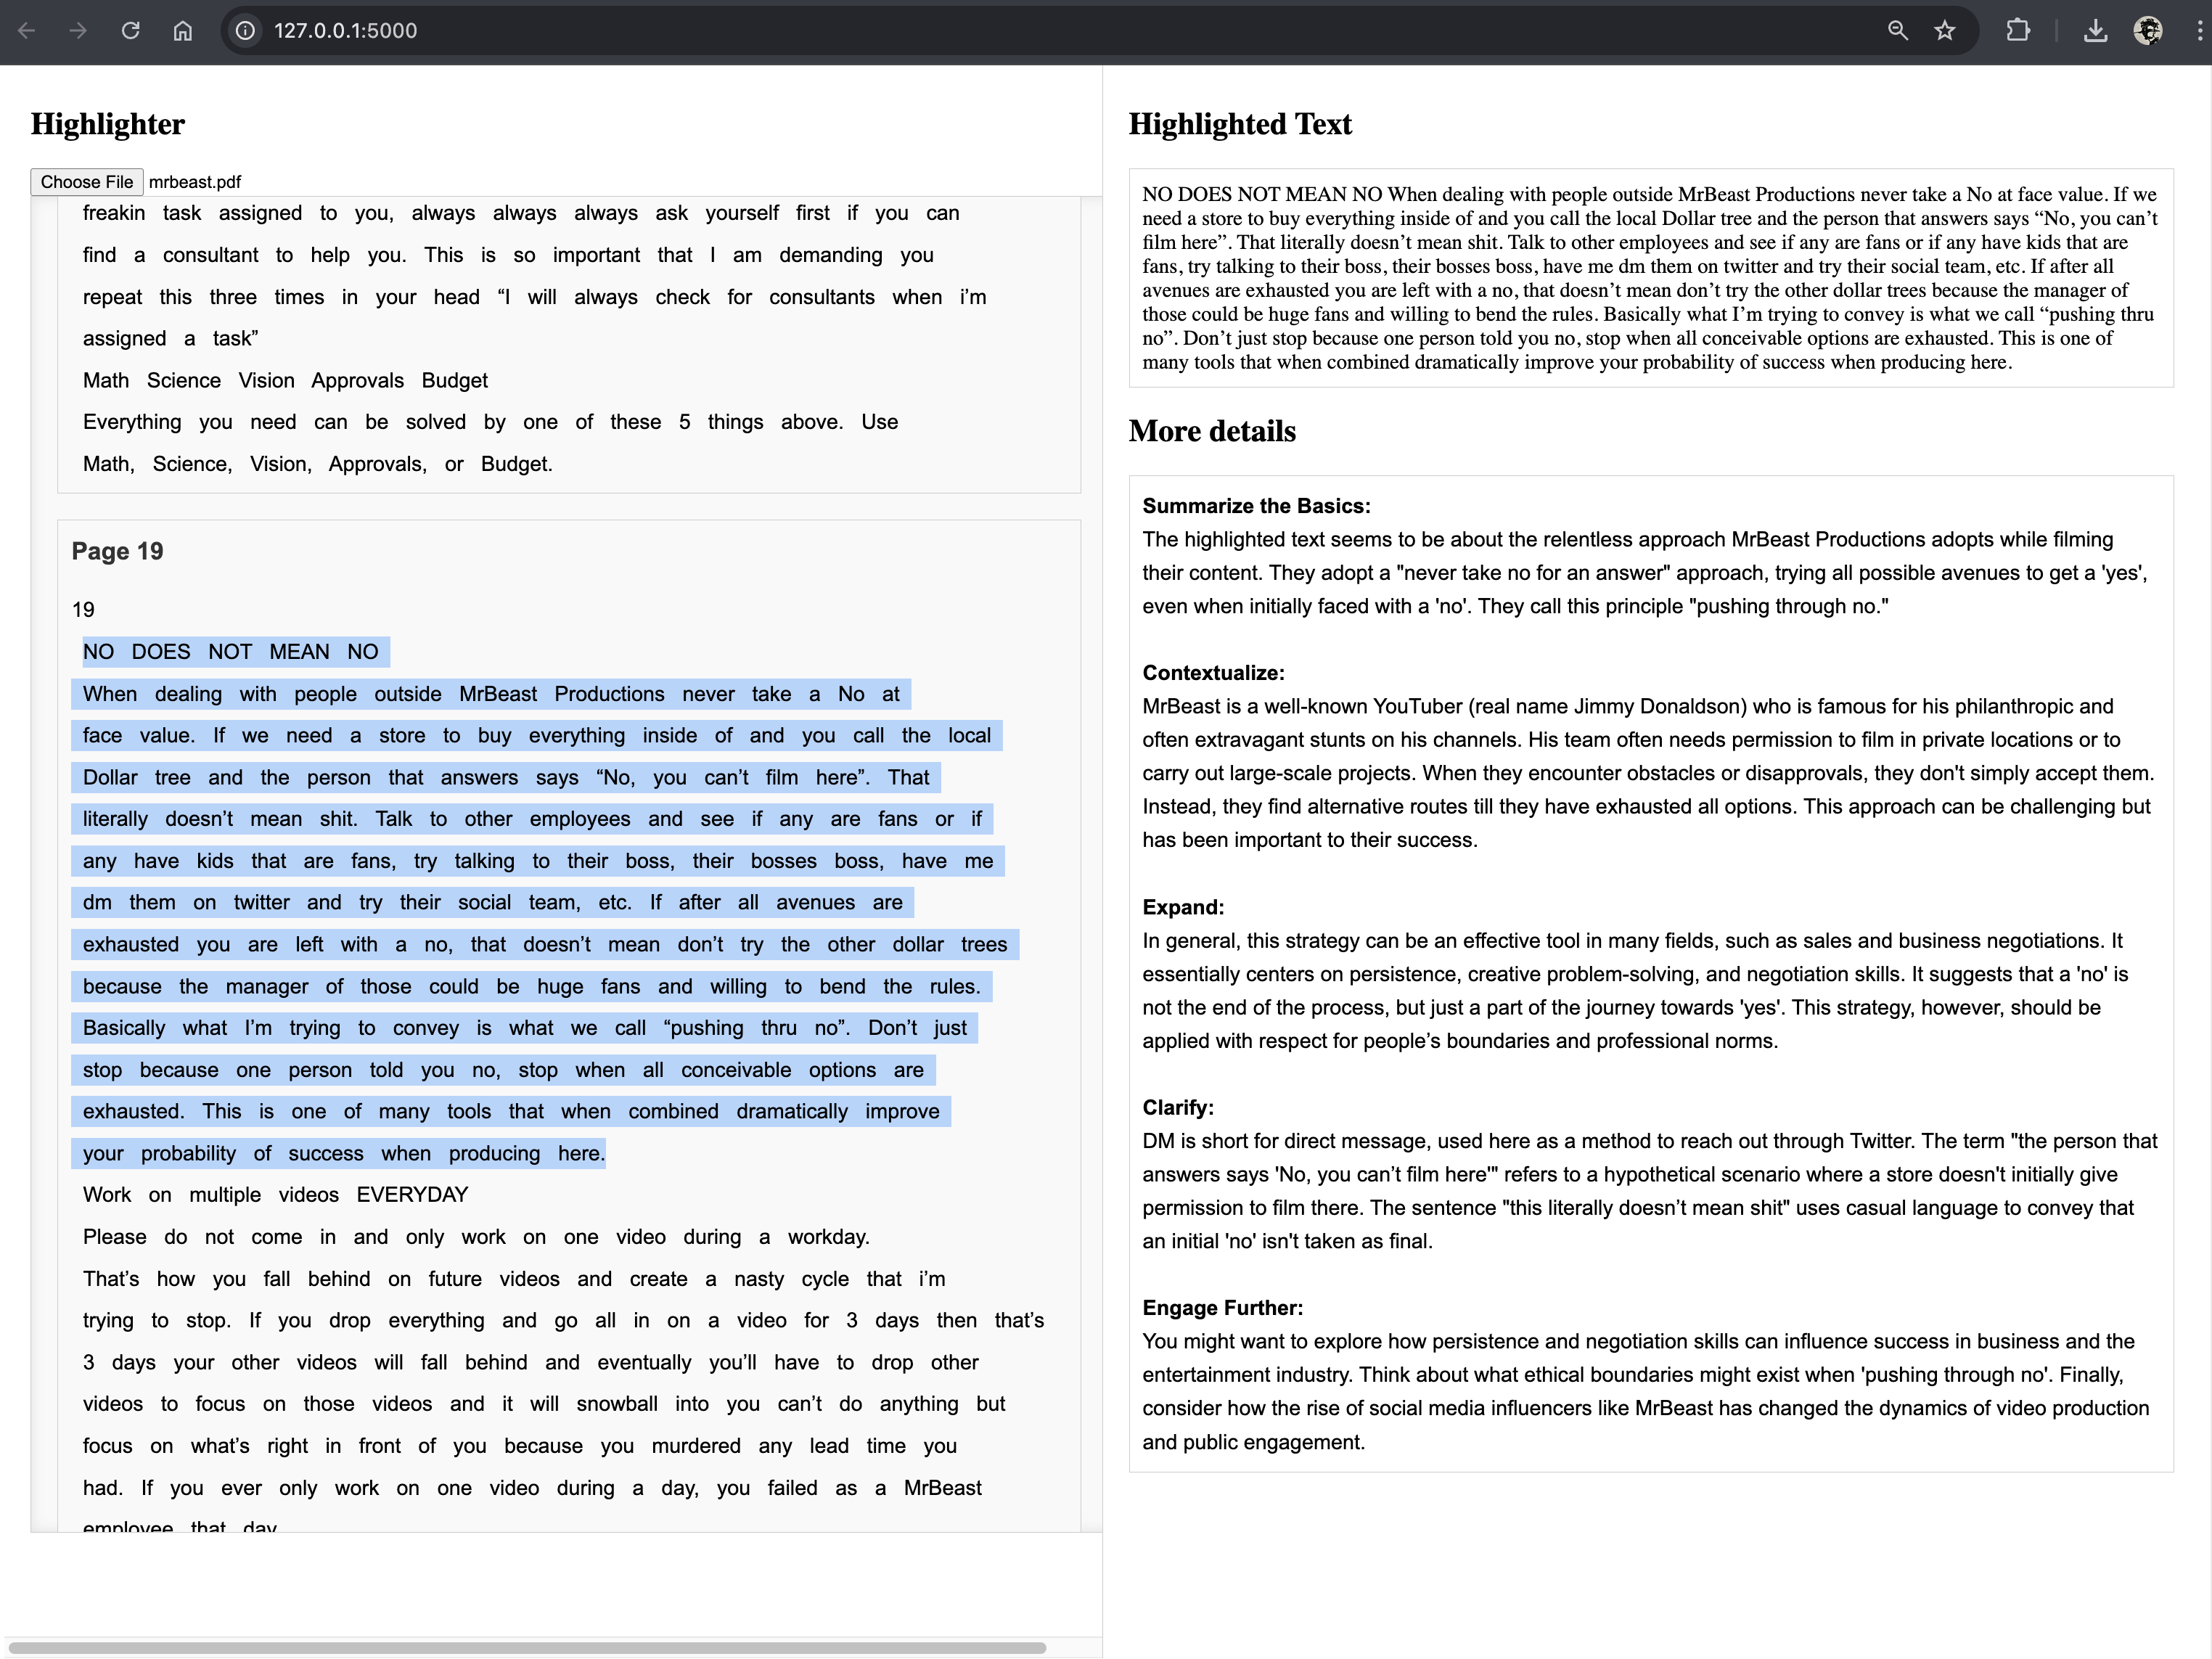 127.0.0.1:5000
Highlighter
Choose File mrbeast.pdf
freakin task assigned to you, always always always ask yourself first if you can
find a consultant to help you. This is so important that I am demanding you
repeat this three times in your head “I will always check for consultants when i’m
assigned a task”
Math Science Vision Approvals Budget
Everything you need can be solved by one of these 5 things above. Use
Math, Science, Vision, Approvals, or Budget.
Page 19
19
NO DOES NOT MEAN NO
When dealing with people outside MrBeast Productions never take a No at
face value. If we need a store to buy everything inside of and you call the local
Dollar tree and the person that answers says “No, you can’t film here”. That
literally doesn’t mean shit. Talk to other employees and see if any are fans or if
any have kids that are fans, try talking to their boss, their bosses boss, have me
dm them on twitter and try their social team, etc. If after all avenues are
exhausted you are left with a no, that doesn’t mean don’t try the other dollar trees
because the manager of those could be huge fans and willing to bend the rules.
Basically what I’m trying to convey is what we call “pushing thru no”. Don’t just
stop because one person told you no, stop when all conceivable options are
exhausted. This is one of many tools that when combined dramatically improve
your probability of success when producing here.
Work on multiple videos EVERYDAY
Please do not come in and only work on one video during a workday.
That’s how you fall behind on future videos and create a nasty cycle that i’m
trying to stop. If you drop everything and go all in on a video for 3 days then that’s
3 days your other videos will fall behind and eventually you’ll have to drop other
videos to focus on those videos and it will snowball into you can’t do anything but
focus on what’s right in front of you because you murdered any lead time you
had. If you ever only work on one video during a day, you failed as a MrBeast
employee that day
Highlighted Text
NO DOES NOT MEAN NO When dealing with people outside MrBeast Productions never take a No at face value. If we
need a store to buy everything inside of and you call the local Dollar tree and the person that answers says “No, you can’t
film here”. That literally doesn’t mean shit. Talk to other employees and see if any are fans or if any have kids that are
fans, try talking to their boss, their bosses boss, have me dm them on twitter and try their social team, etc. If after all
avenues are exhausted you are left with a no, that doesn’t mean don’t try the other dollar trees because the manager of
those could be huge fans and willing to bend the rules. Basically what I’m trying to convey is what we call “pushing thru
no”. Don’t just stop because one person told you no, stop when all conceivable options are exhausted. This is one of
many tools that when combined dramatically improve your probability of success when producing here.
More details
Summarize the Basics:
The highlighted text seems to be about the relentless approach MrBeast Productions adopts while filming
their content. They adopt a "never take no for an answer" approach, trying all possible avenues to get a 'yes',
even when initially faced with a 'no'. They call this principle "pushing through no."
Contextualize:
MrBeast is a well-known YouTuber (real name Jimmy Donaldson) who is famous for his philanthropic and
often extravagant stunts on his channels. His team often needs permission to film in private locations or to
carry out large-scale projects. When they encounter obstacles or disapprovals, they don't simply accept them.
Instead, they find alternative routes till they have exhausted all options. This approach can be challenging but
has been important to their success.
Expand:
In general, this strategy can be an effective tool in many fields, such as sales and business negotiations. It
essentially centers on persistence, creative problem-solving, and negotiation skills. It suggests that a 'no' is
not the end of the process, but just a part of the journey towards 'yes'. This strategy, however, should be
applied with respect for people’s boundaries and professional norms.
Clarify:
DM is short for direct message, used here as a method to reach out through Twitter. The term "the person that
answers says 'No, you can’t film here'" refers to a hypothetical scenario where a store doesn't initially give
permission to film there. The sentence "this literally doesn’t mean shit" uses casual language to convey that
an initial 'no' isn't taken as final.
Engage Further:
You might want to explore how persistence and negotiation skills can influence success in business and the
entertainment industry. Think about what ethical boundaries might exist when 'pushing through no'. Finally,
consider how the rise of social media influencers like MrBeast has changed the dynamics of video production
and public engagement.